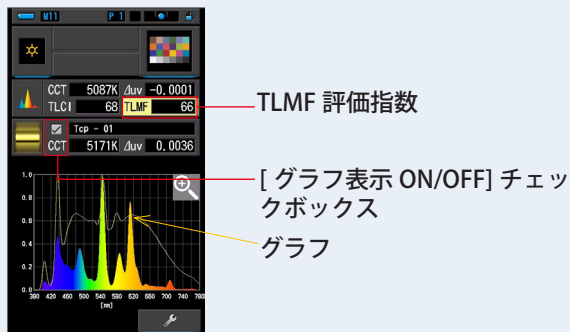 M11 P 1
CCT 5087K ⊿uv -0.0001
TLCI 68 TLMF 66
TLMF 評価指数
Tcp - 01
CCT 5171K ⊿uv 0.0036
[ グラフ表示 ON/OFF] チェッ
クボックス
グラフ
1.0
0.8
0.6
0.4
0.2
0.0
380 420 460 500 540 580 620 660 700 740 780
[nm]